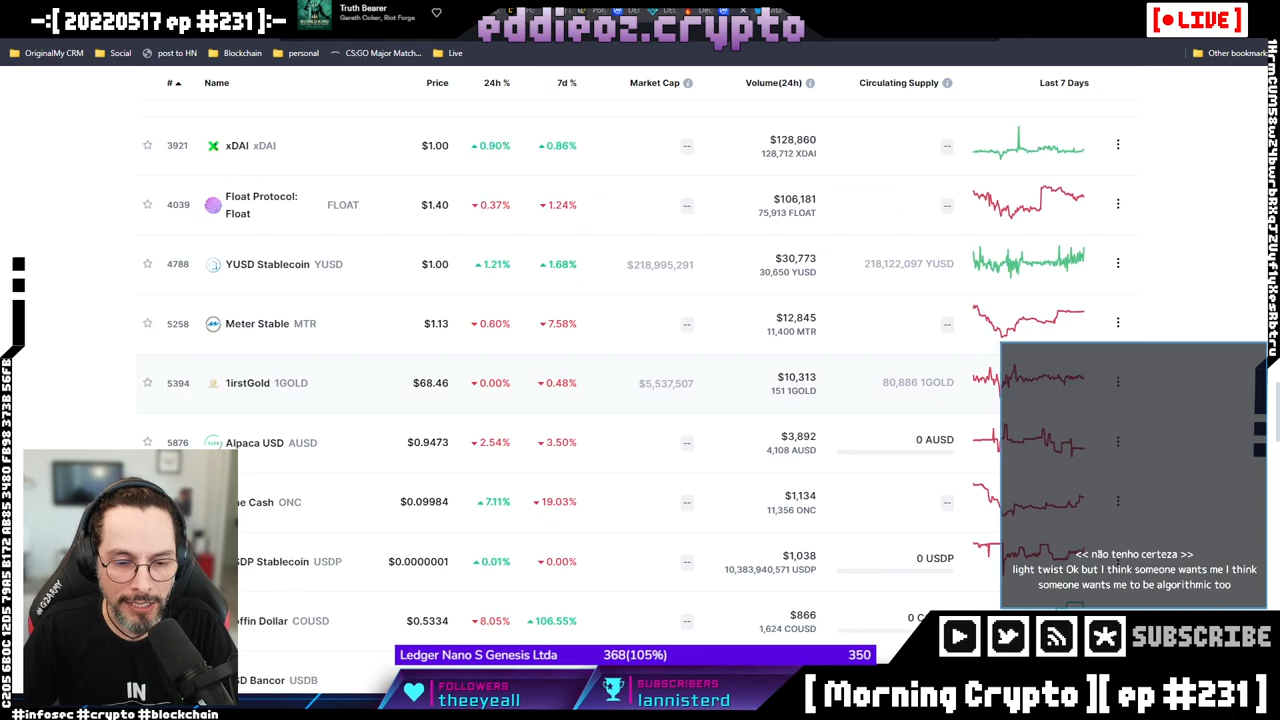 -:[ 20220517 ep #231]:-
Truth Bearer
Gareth Coker, Riot Forge
eddieoz.crypto
[● LIVE ]
OriginalMy CRM
Social
post to HN
Blockchain
personal
CS:GO Major Match...
Live
Other bookmark
# Name Price 24h % 7d % Market Cap Volume(24h) Circulating Supply Last 7 Days
3921 xDAI xDAI $1.00 0.90% 0.86% -- $128,860 --
128,712 XDAI
4039 Float Protocol: Float FLOAT $1.40 0.37% 1.24% -- $106,181 --
75,913 FLOAT
4788 YUSD Stablecoin YUSD $1.00 1.21% 1.68% $218,995,291 $30,773 218,122,097 YUSD
30,650 YUSD
5258 Meter Stable MTR $1.13 0.60% 7.58% -- $12,845 --
11,400 MTR
5394 1irstGold 1GOLD $68.46 0.00% 0.48% $5,537,507 $10,313 80,886 1GOLD
151 1GOLD
5876 Alpaca USD AUSD $0.9473 2.54% 3.50% -- $3,892 0 AUSD
4,108 AUSD
ne Cash ONC $0.09984 7.11% 19.03% -- $1,134 --
11,356 ONC
SDP Stablecoin USDP $0.0000001 0.01% 0.00% -- $1,038 0 USDP
10,383,940,571 USDP
offin Dollar COUSD $0.5334 8.05% 106.55% -- $866 0 C
1,624 COUSD
SD Bancor USDB
<< não tenho certeza >>
light twist Ok but I think someone wants me I think
someone wants me to be algorithmic too
#G2ARMY
IN
Ledger Nano S Genesis Ltda 368(105%) 350
FOLLOWERS
theeyeall
SUBSCRIBERS
lannisterd
SUBSCRIBE
[ Morning Crypto ][ ep #231 ]
#infosec #crypto #blockchain